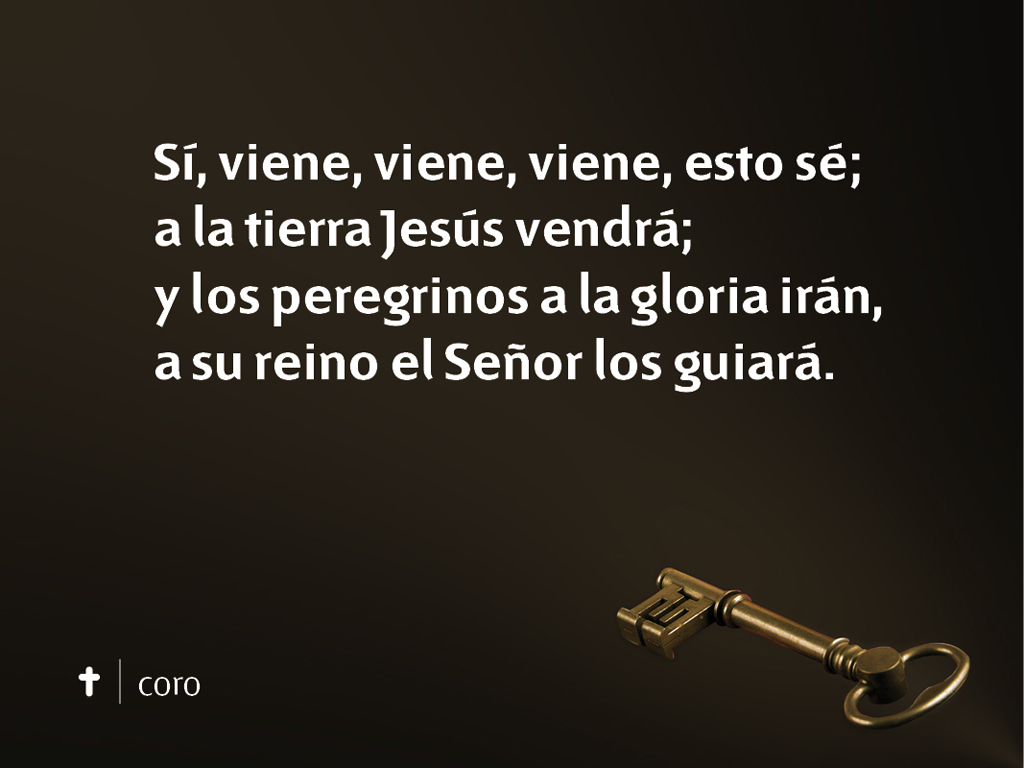 Sí, viene, viene, viene, esto sé;
a la tierra Jesús vendrá;
y los peregrinos a la gloria irán,
a su reino el Señor los guiará.
coro